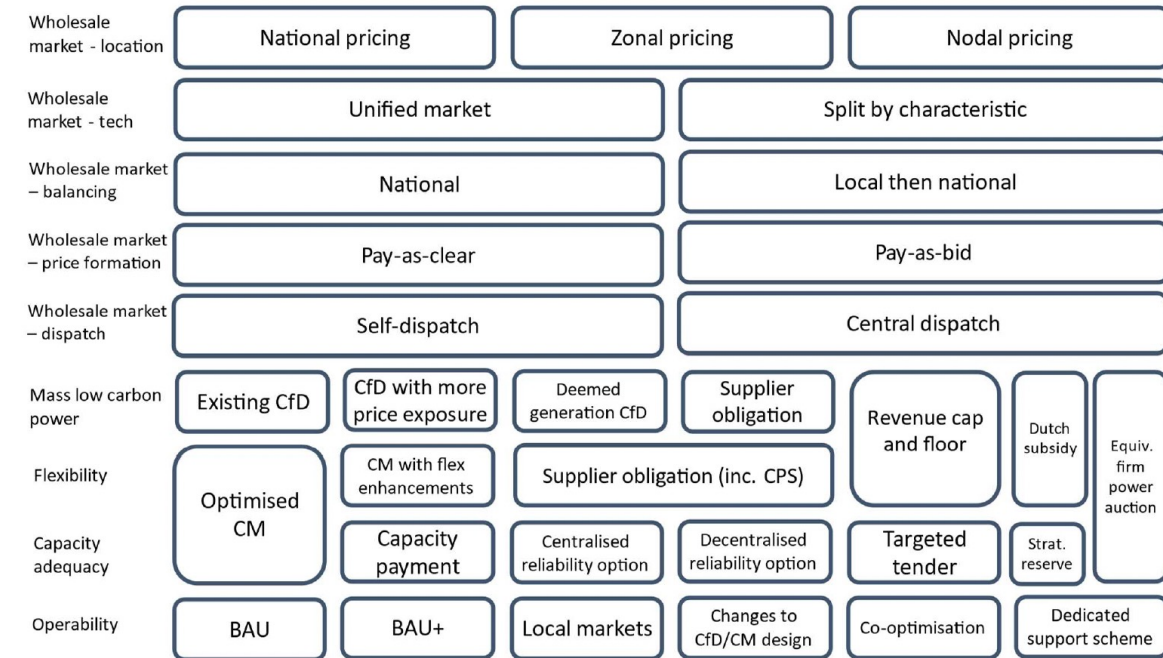 Wholesale
market - location
National pricing
Zonal pricing
Nodal pricing
Wholesale
market - tech
Unified market
Split by characteristic
Wholesale market
– balancing
National
Local then national
Wholesale market
– price formation
Pay-as-clear
Pay-as-bid
Wholesale market
– dispatch
Self-dispatch
Central dispatch
Mass low carbon
power
Existing CfD
CfD with more
price exposure
Deemed
generation CfD
Supplier
obligation
Revenue cap
and floor
Dutch
subsidy
Equiv.
firm
power
auction
Flexibility
Optimised
CM
CM with flex
enhancements
Supplier obligation (inc. CPS)
Capacity
adequacy
Capacity
payment
Centralised
reliability option
Decentralised
reliability option
Targeted
tender
Strat.
reserve
Operability
BAU
BAU+
Local markets
Changes to
CfD/CM design
Co-optimisation
Dedicated
support scheme